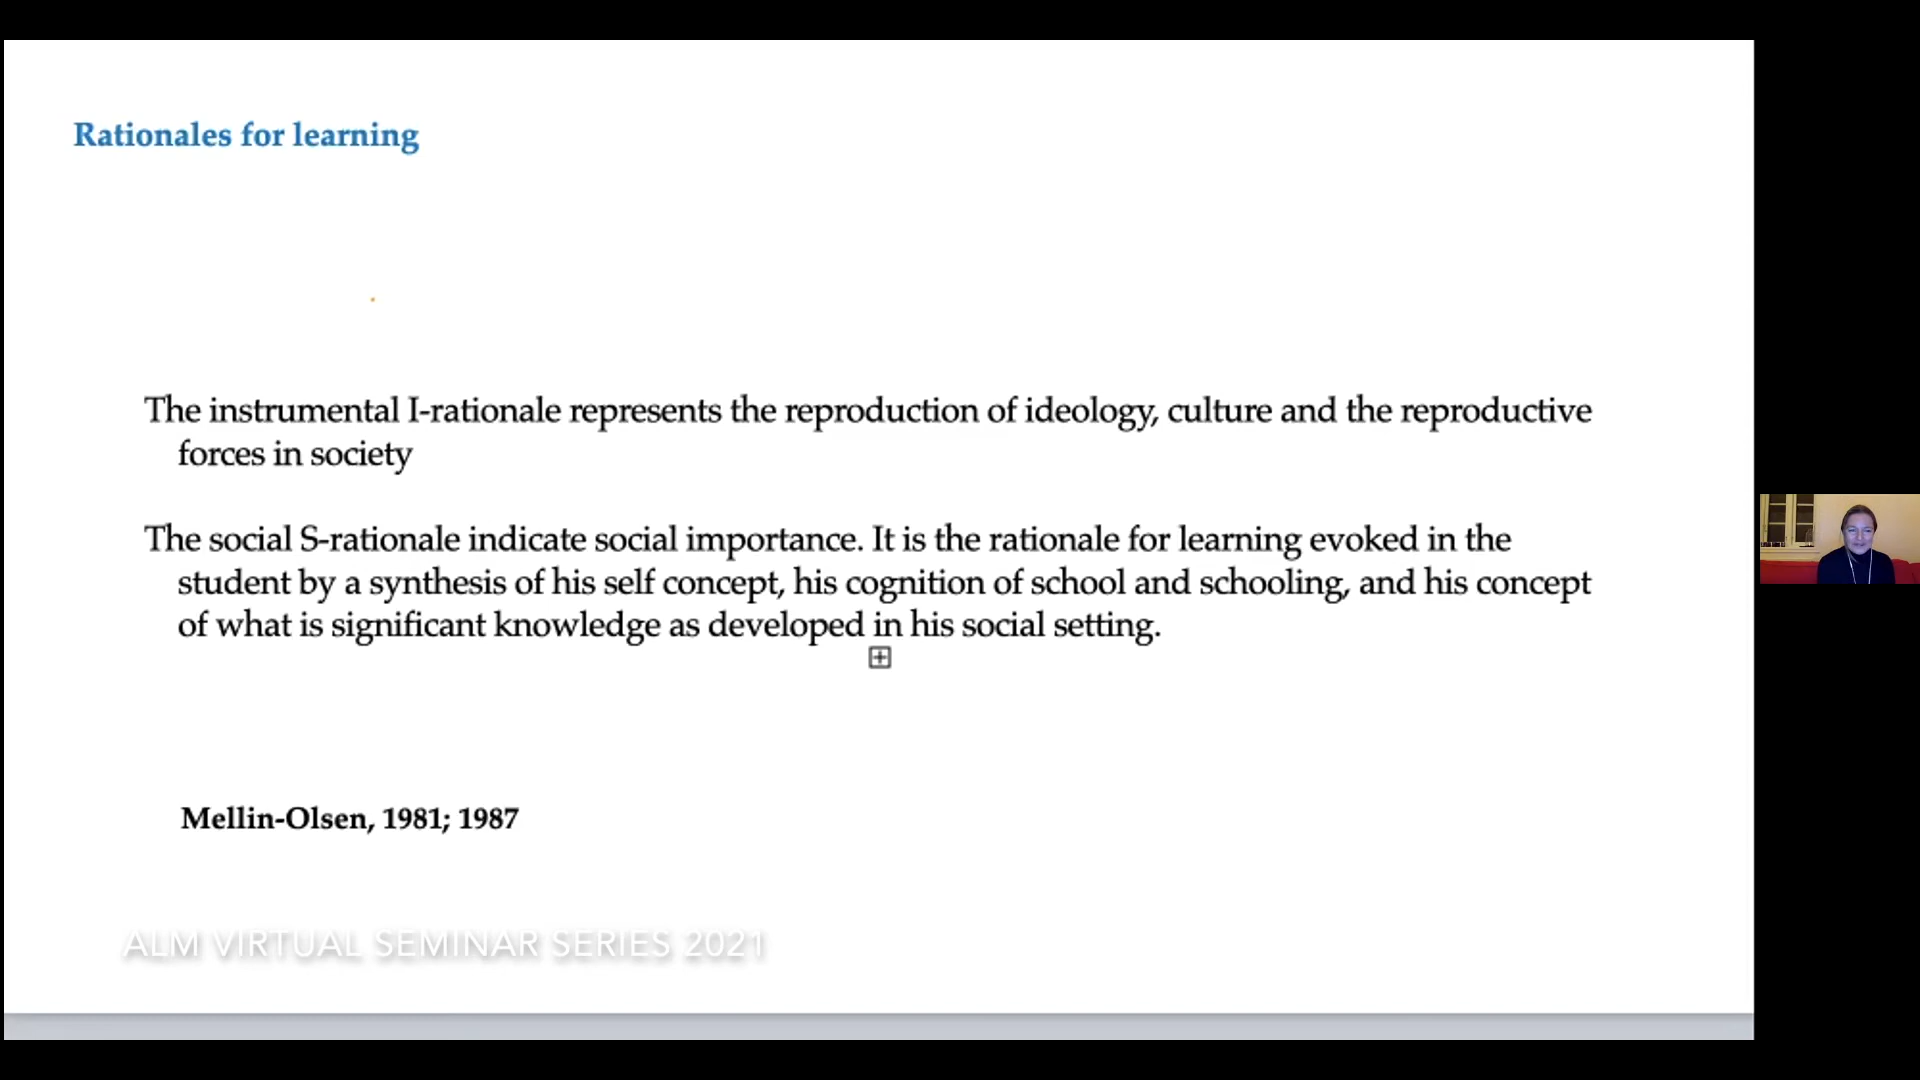 Rationales for learning
The instrumental I-rationale represents the reproduction of ideology, culture and the reproductive
forces in society
The social S-rationale indicate social importance. It is the rationale for learning evoked in the
student by a synthesis of his self concept, his cognition of school and schooling, and his concept
of what is significant knowledge as developed in his social setting.
Mellin-Olsen, 1981; 1987
ALM VIRTUAL SEMINAR SERIES 2021